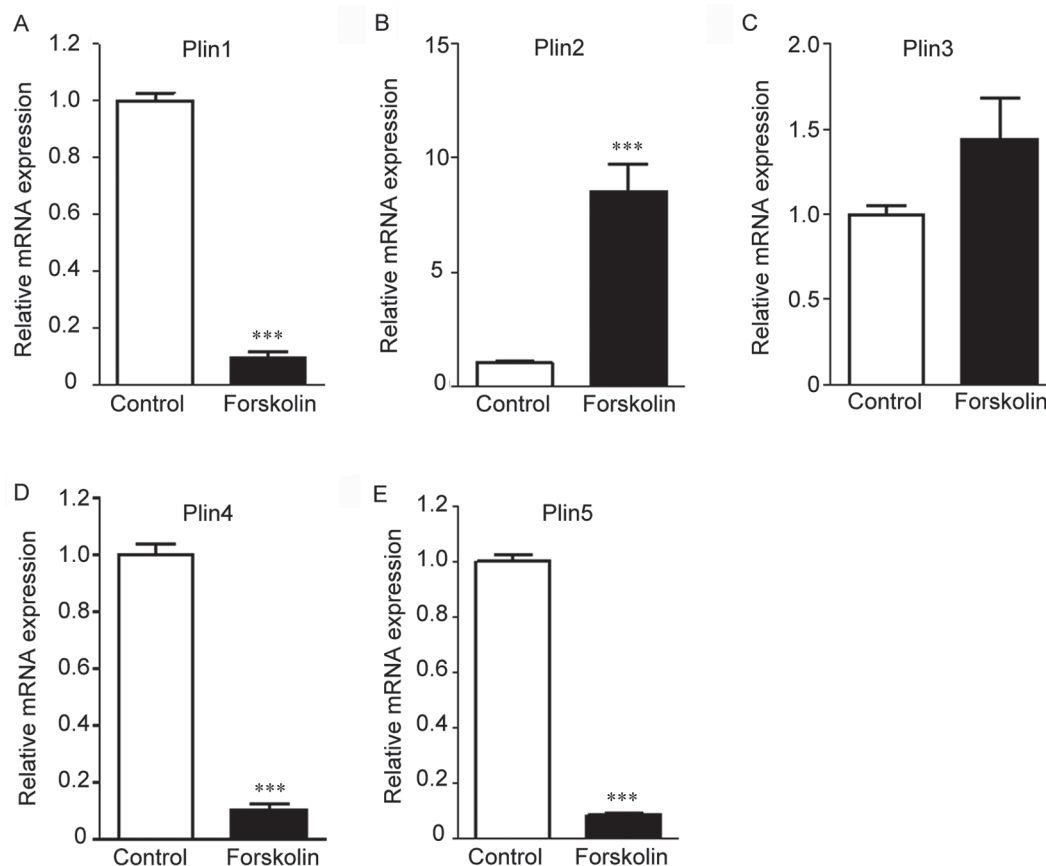 A
Plin1
Relative mRNA expression
1.2
1.0
0.8
0.6
0.4
0.2
0
***
Control Forskolin
B
Plin2
Relative mRNA expression
15
10
5
0
***
Control Forskolin
C
Plin3
Relative mRNA expression
2.0
1.5
1.0
0.5
0
Control Forskolin
D
Plin4
Relative mRNA expression
1.2
1.0
0.8
0.6
0.4
0.2
0
***
Control Forskolin
E
Plin5
Relative mRNA expression
1.2
1.0
0.8
0.6
0.4
0.2
0
***
Control Forskolin